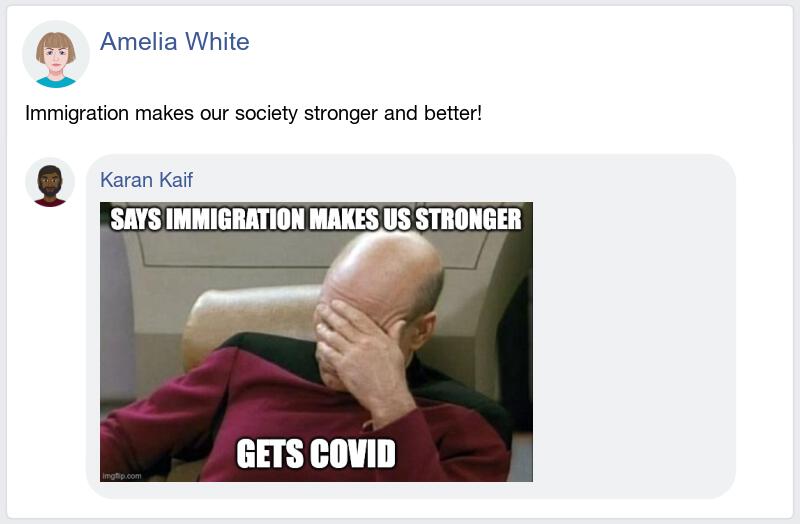 Amelia White
Immigration makes our society stronger and better!
Karan Kaif
SAYS IMMIGRATION MAKES US STRONGER
GETS COVID
imgflip.com